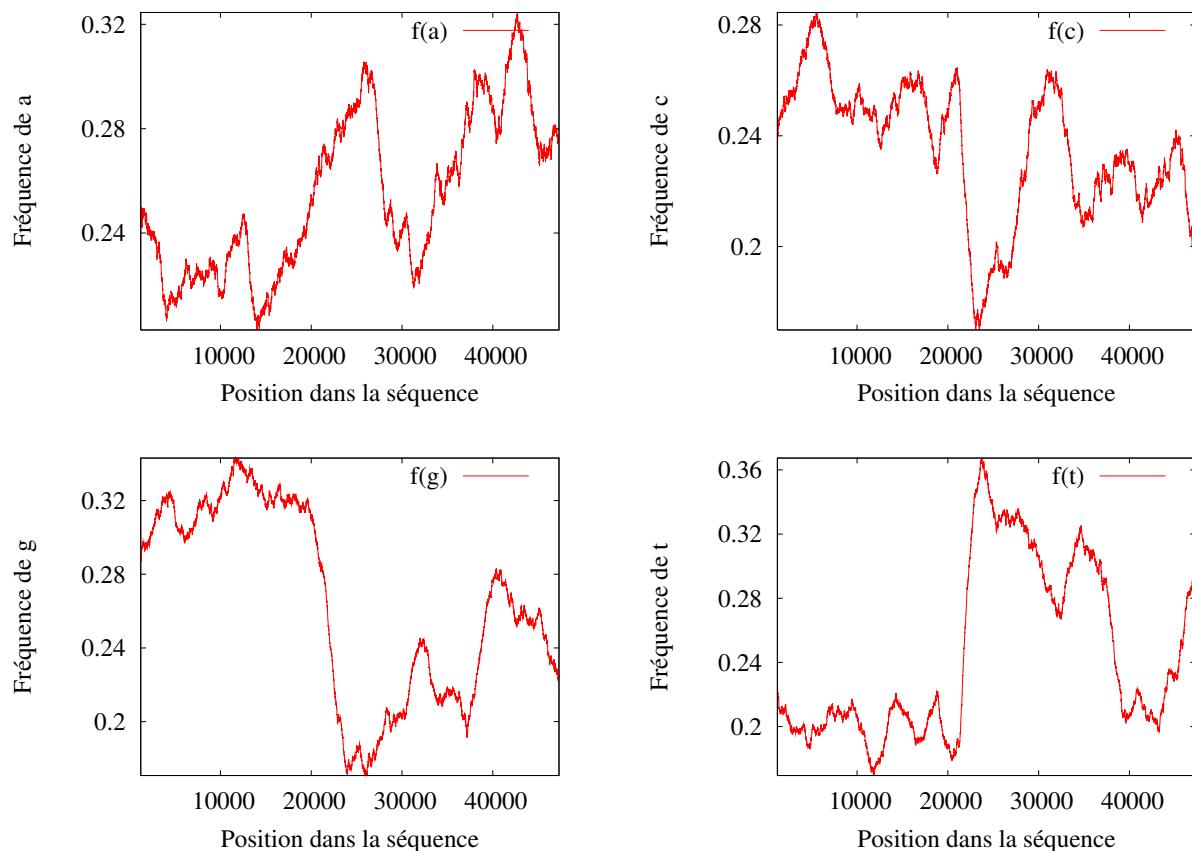 0.32
f(a)
0.28
Fréquence de a
0.24
10000 20000 30000 40000
Position dans la séquence
0.28
f(c)
0.24
Fréquence de c
0.2
10000 20000 30000 40000
Position dans la séquence
f(g)
0.32
0.28
Fréquence de g
0.24
0.2
10000 20000 30000 40000
Position dans la séquence
0.36
f(t)
0.32
0.28
Fréquence de t
0.24
0.2
10000 20000 30000 40000
Position dans la séquence